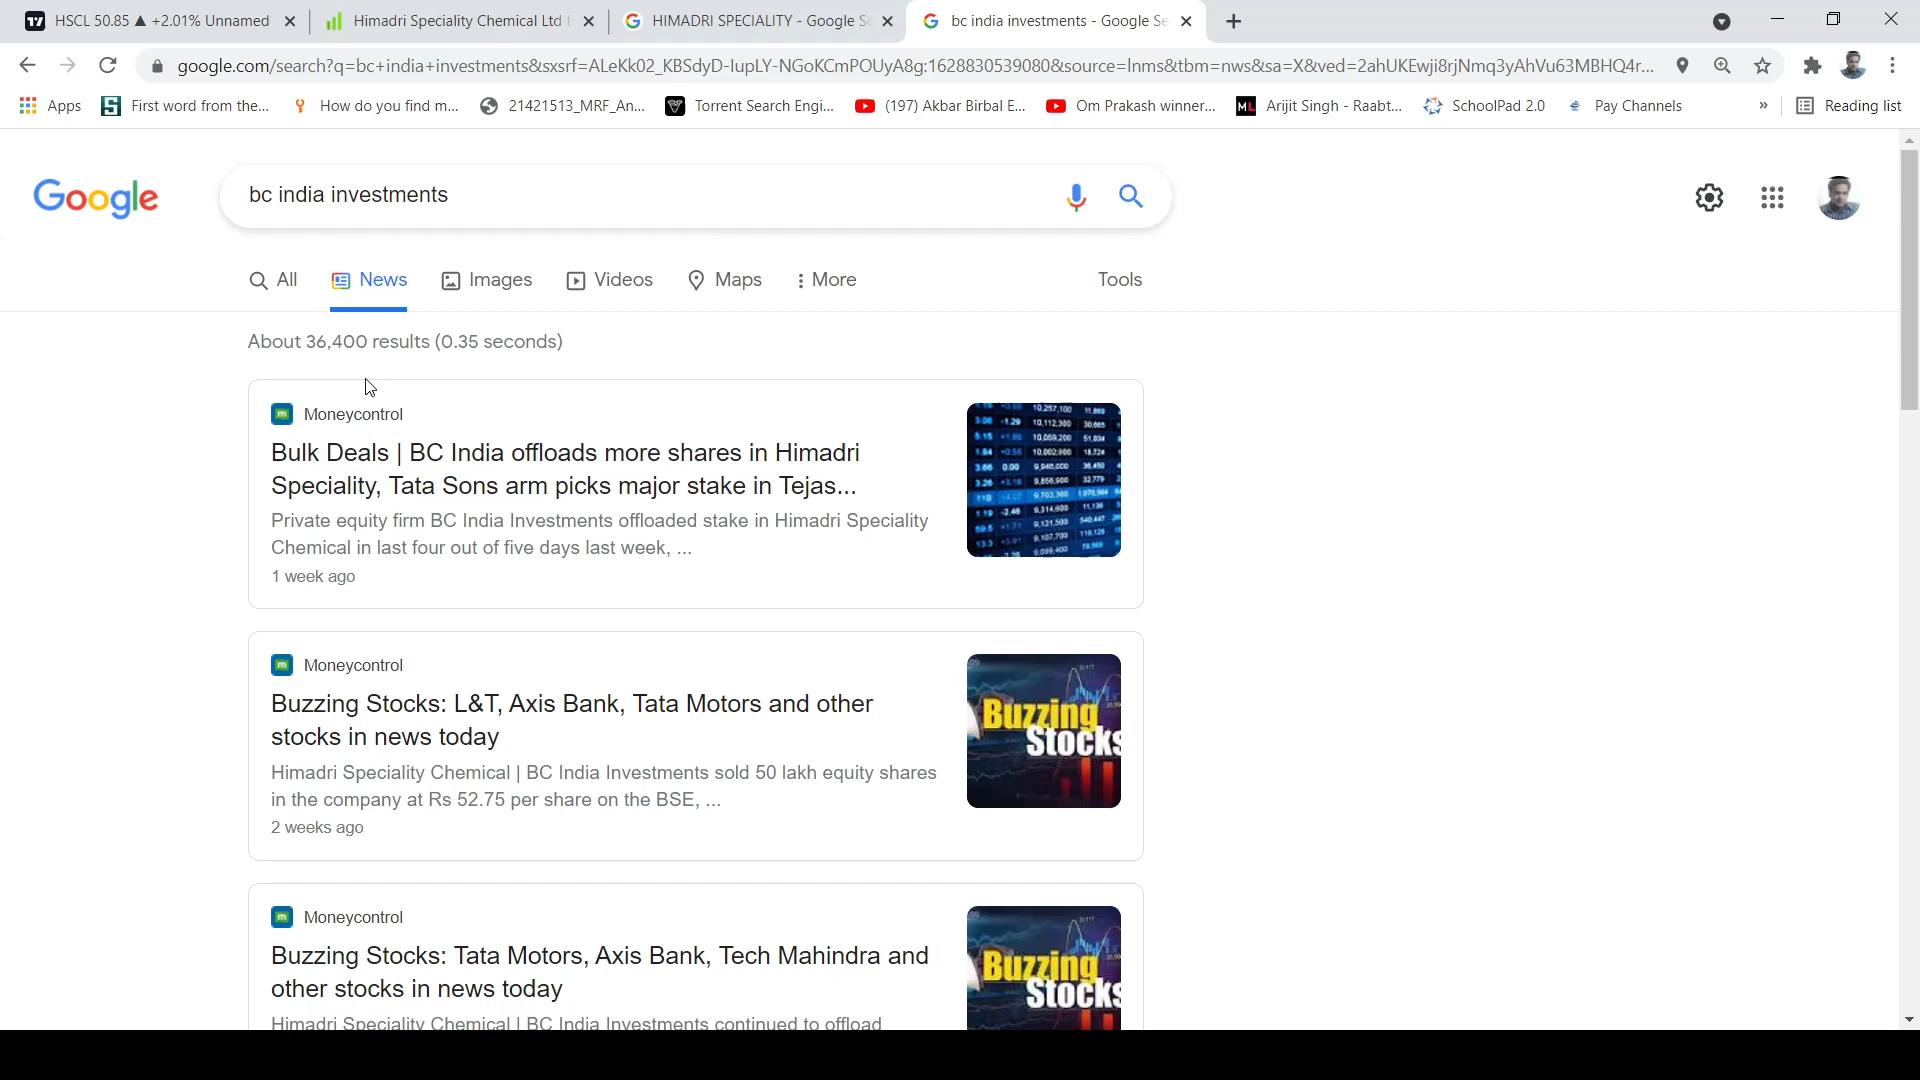 HSCL 50.85 ▲ +2.01% Unnamed
Himadri Speciality Chemical Ltd
HIMADRI SPECIALITY - Google Se
bc india investments - Google Se
google.com/search?q=bc+india+investments&sxsrf=ALeKk02_KBSdyD-IupLY-NGoKCmPOUyA8g:1628830539080&source=lnms&tbm=nws&sa=X&ved=2ahUKEwji8rjNmq3yAhVu63MBHQ4r...
Apps
First word from the...
How do you find m...
21421513_MRF_An...
Torrent Search Engi...
(197) Akbar Birbal E...
Om Prakash winner...
Arijit Singh - Raabt...
SchoolPad 2.0
Pay Channels
»
Reading list
Google
bc india investments
All
News
Images
Videos
Maps
More
Tools
About 36,400 results (0.35 seconds)
Moneycontrol
Bulk Deals | BC India offloads more shares in Himadri
Speciality, Tata Sons arm picks major stake in Tejas...
Private equity firm BC India Investments offloaded stake in Himadri Speciality
Chemical in last four out of five days last week, ...
1 week ago
Moneycontrol
Buzzing Stocks: L&T, Axis Bank, Tata Motors and other
stocks in news today
Himadri Speciality Chemical | BC India Investments sold 50 lakh equity shares
in the company at Rs 52.75 per share on the BSE, ...
2 weeks ago
Buzzing
Stocks
Moneycontrol
Buzzing Stocks: Tata Motors, Axis Bank, Tech Mahindra and
other stocks in news today
Himadri Speciality Chemical | BC India Investments continued to offload
Buzzing
Stocks